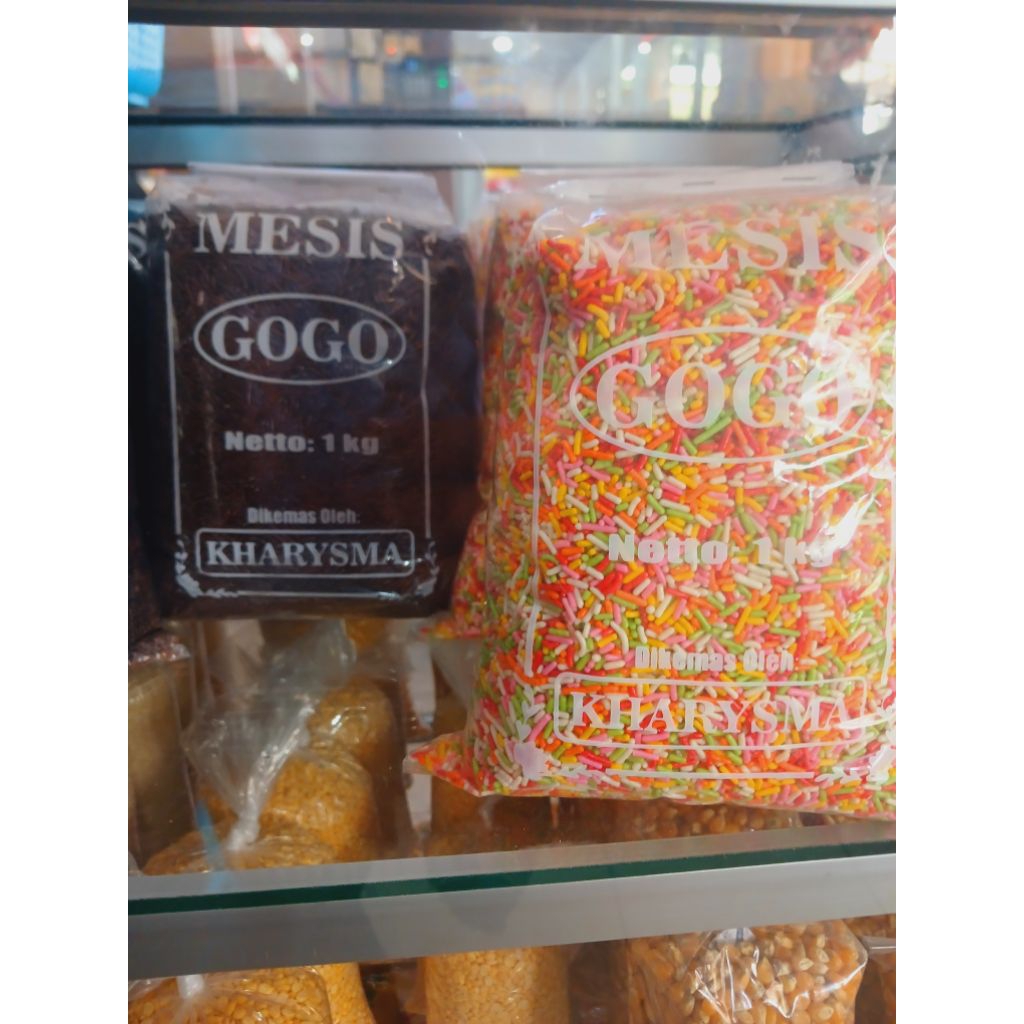 MESIS
GOGO
Netto: 1 kg
Dikemas Oleh:
KHARYSMA
MESIS
GOGO
Netto: 1 kg
Dikemas Oleh:
KHARYSMA
S